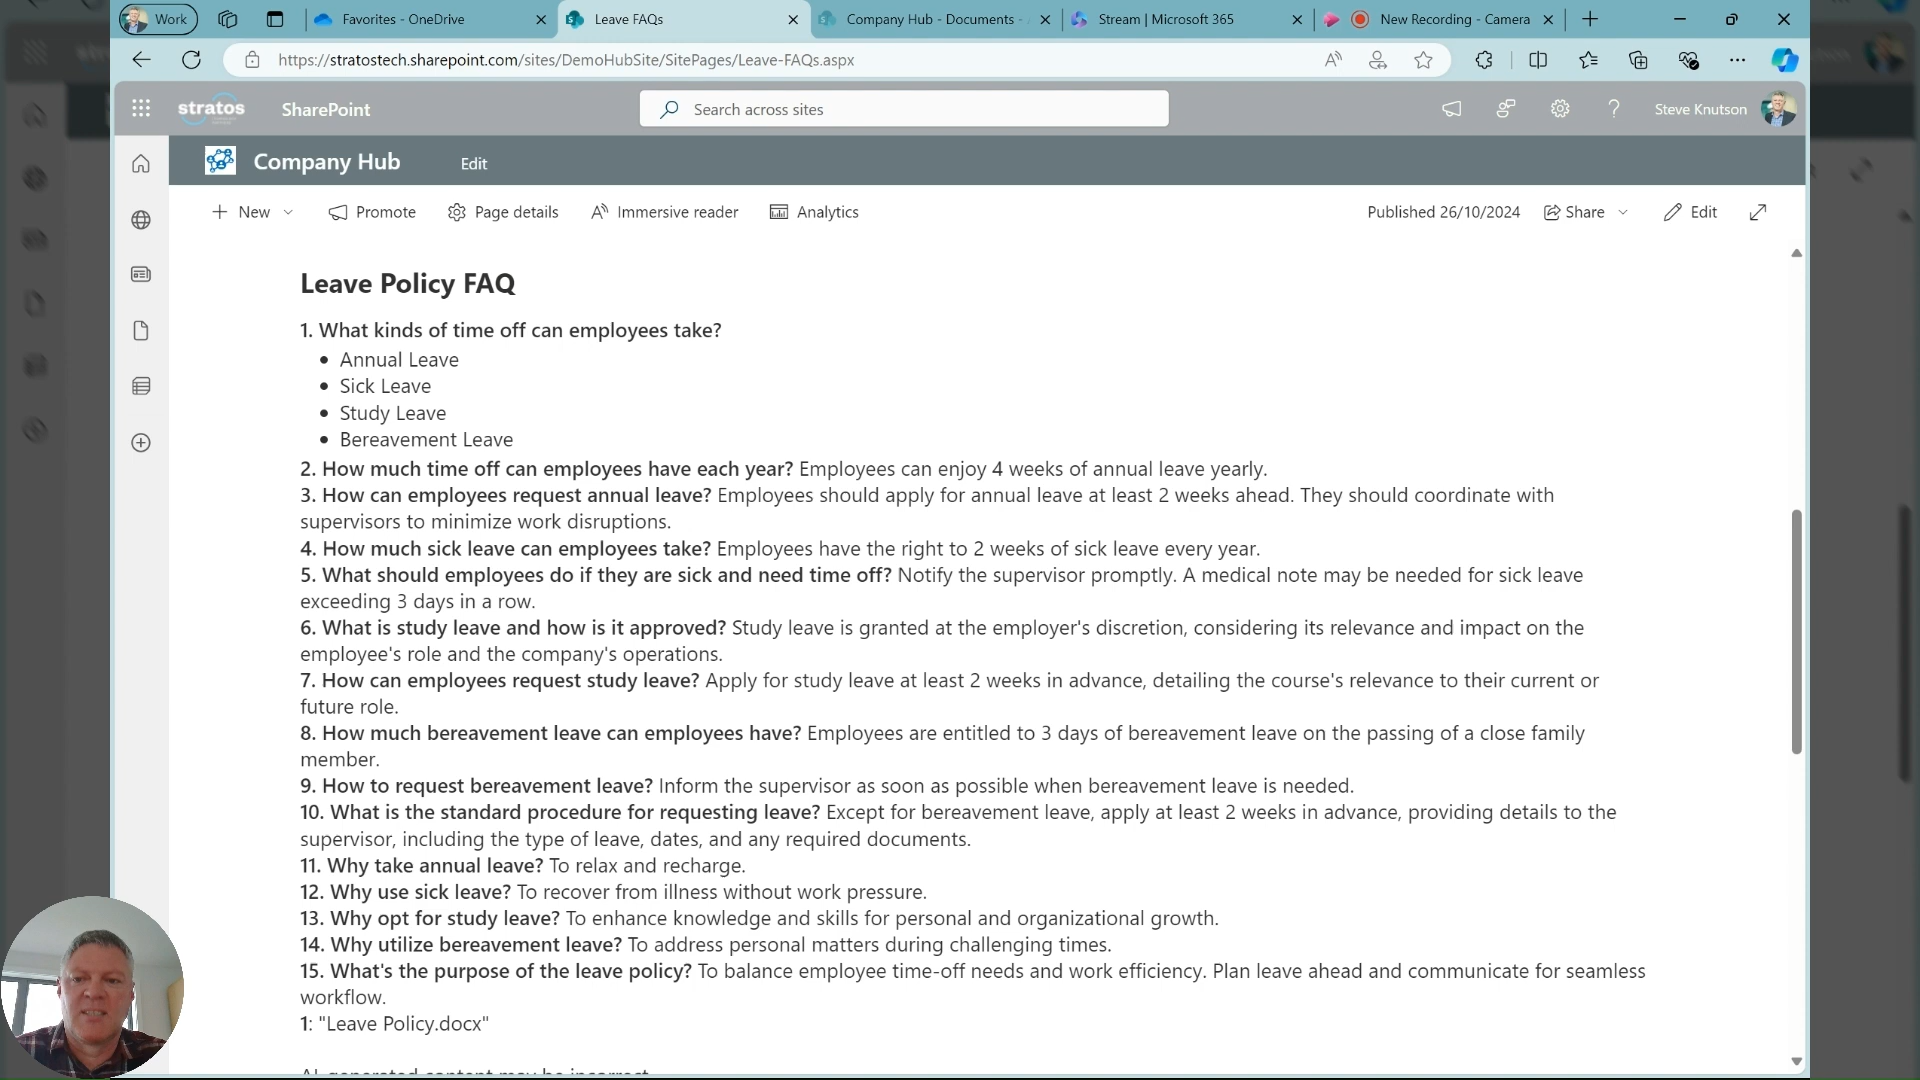 Work
Favorites - OneDrive
Leave FAQs
Company Hub - Documents -
Stream | Microsoft 365
New Recording - Camera
https://stratostech.sharepoint.com/sites/DemoHubSite/SitePages/Leave-FAQs.aspx
stratos
SharePoint
Search across sites
Steve Knutson
Company Hub
Edit
New
Promote
Page details
Immersive reader
Analytics
Published 26/10/2024
Share
Edit
Leave Policy FAQ
1. What kinds of time off can employees take?
• Annual Leave
• Sick Leave
• Study Leave
• Bereavement Leave
2. How much time off can employees have each year? Employees can enjoy 4 weeks of annual leave yearly.
3. How can employees request annual leave? Employees should apply for annual leave at least 2 weeks ahead. They should coordinate with
supervisors to minimize work disruptions.
4. How much sick leave can employees take? Employees have the right to 2 weeks of sick leave every year.
5. What should employees do if they are sick and need time off? Notify the supervisor promptly. A medical note may be needed for sick leave
exceeding 3 days in a row.
6. What is study leave and how is it approved? Study leave is granted at the employer's discretion, considering its relevance and impact on the
employee's role and the company's operations.
7. How can employees request study leave? Apply for study leave at least 2 weeks in advance, detailing the course's relevance to their current or
future role.
8. How much bereavement leave can employees have? Employees are entitled to 3 days of bereavement leave on the passing of a close family
member.
9. How to request bereavement leave? Inform the supervisor as soon as possible when bereavement leave is needed.
10. What is the standard procedure for requesting leave? Except for bereavement leave, apply at least 2 weeks in advance, providing details to the
supervisor, including the type of leave, dates, and any required documents.
11. Why take annual leave? To relax and recharge.
12. Why use sick leave? To recover from illness without work pressure.
13. Why opt for study leave? To enhance knowledge and skills for personal and organizational growth.
14. Why utilize bereavement leave? To address personal matters during challenging times.
15. What's the purpose of the leave policy? To balance employee time-off needs and work efficiency. Plan leave ahead and communicate for seamless
workflow.
1: "Leave Policy.docx"
AI-generated content may be incorrect